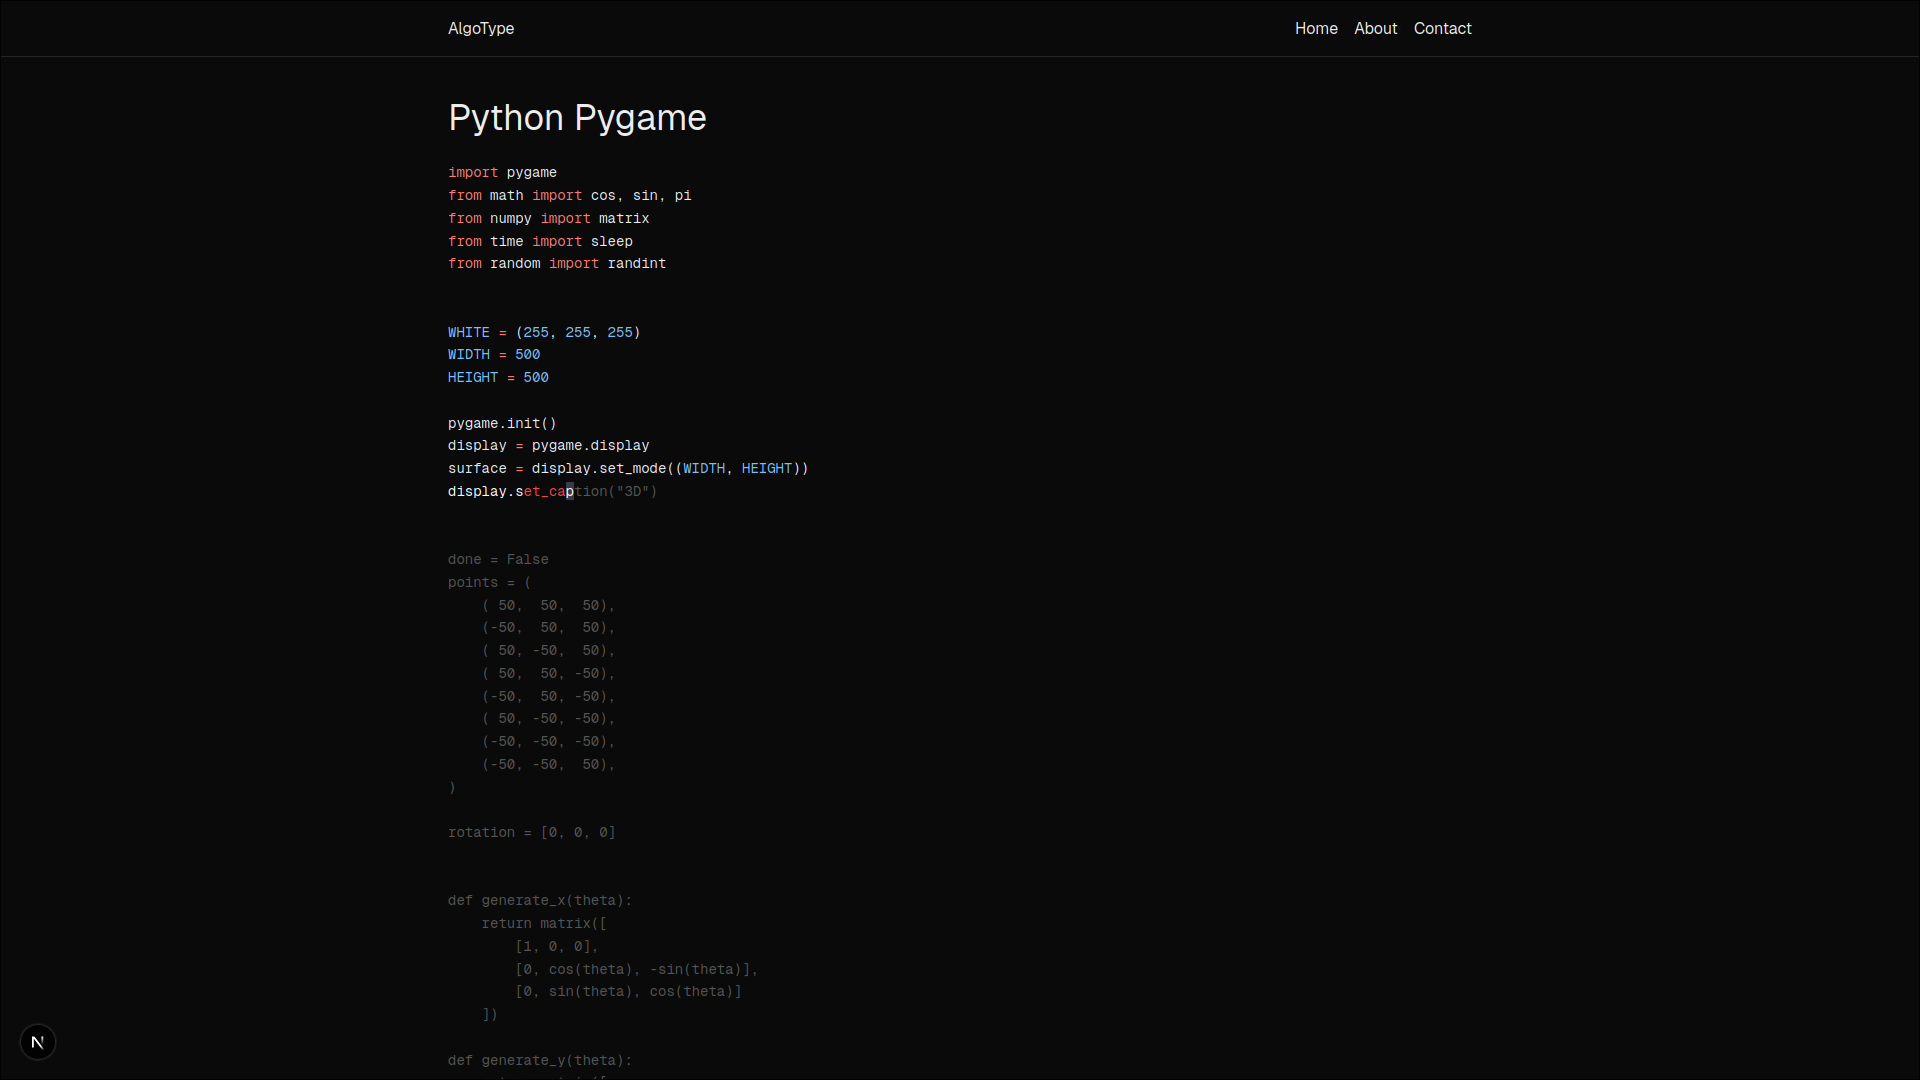 AlgoType
Home About Contact
Python Pygame
import pygame
from math import cos, sin, pi
from numpy import matrix
from time import sleep
from random import randint
WHITE = (255, 255, 255)
WIDTH = 500
HEIGHT = 500
pygame.init()
display = pygame.display
surface = display.set_mode((WIDTH, HEIGHT))
display.set_caption("3D")
done = False
points = (
    ( 50,  50,  50),
    (-50,  50,  50),
    ( 50, -50,  50),
    ( 50,  50, -50),
    (-50,  50, -50),
    ( 50, -50, -50),
    (-50, -50, -50),
    (-50, -50,  50),
)
rotation = [0, 0, 0]
def generate_x(theta):
    return matrix([
        [1, 0, 0],
        [0, cos(theta), -sin(theta)],
        [0, sin(theta), cos(theta)]
    ])
N
def generate_y(theta):